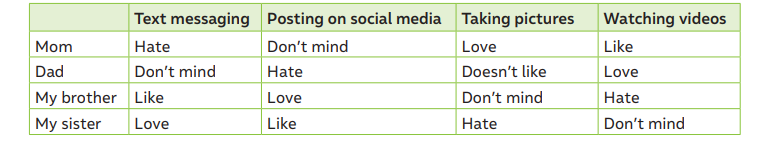 Text messaging Posting on social media Taking pictures Watching videos
Mom Hate Don’t mind Love Like
Dad Don’t mind Hate Doesn’t like Love
My brother Like Love Don’t mind Hate
My sister Love Like Hate Don’t mind